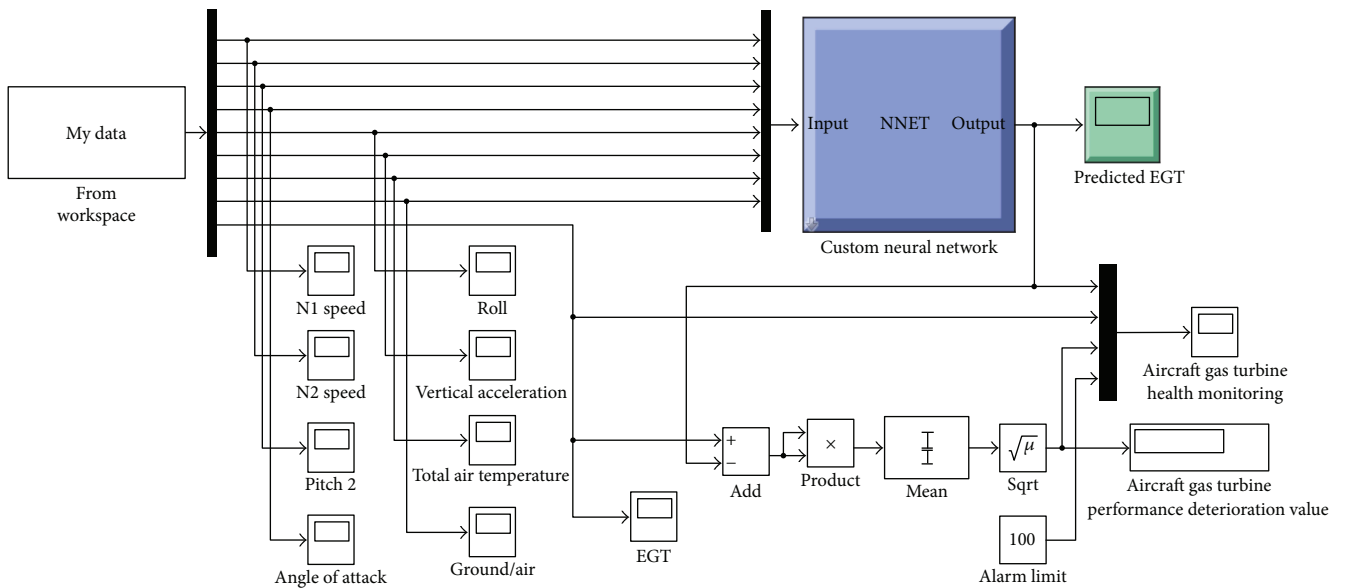 My data
From
workspace
Input NNET Output
Custom neural network
Predicted EGT
N1 speed
Roll
N2 speed
Vertical acceleration
Pitch 2
Total air temperature
Angle of attack
Ground/air
EGT
+
−
Add
×
Product
Mean
√μ
Sqrt
100
Alarm limit
Aircraft gas turbine
health monitoring
Aircraft gas turbine
performance deterioration value